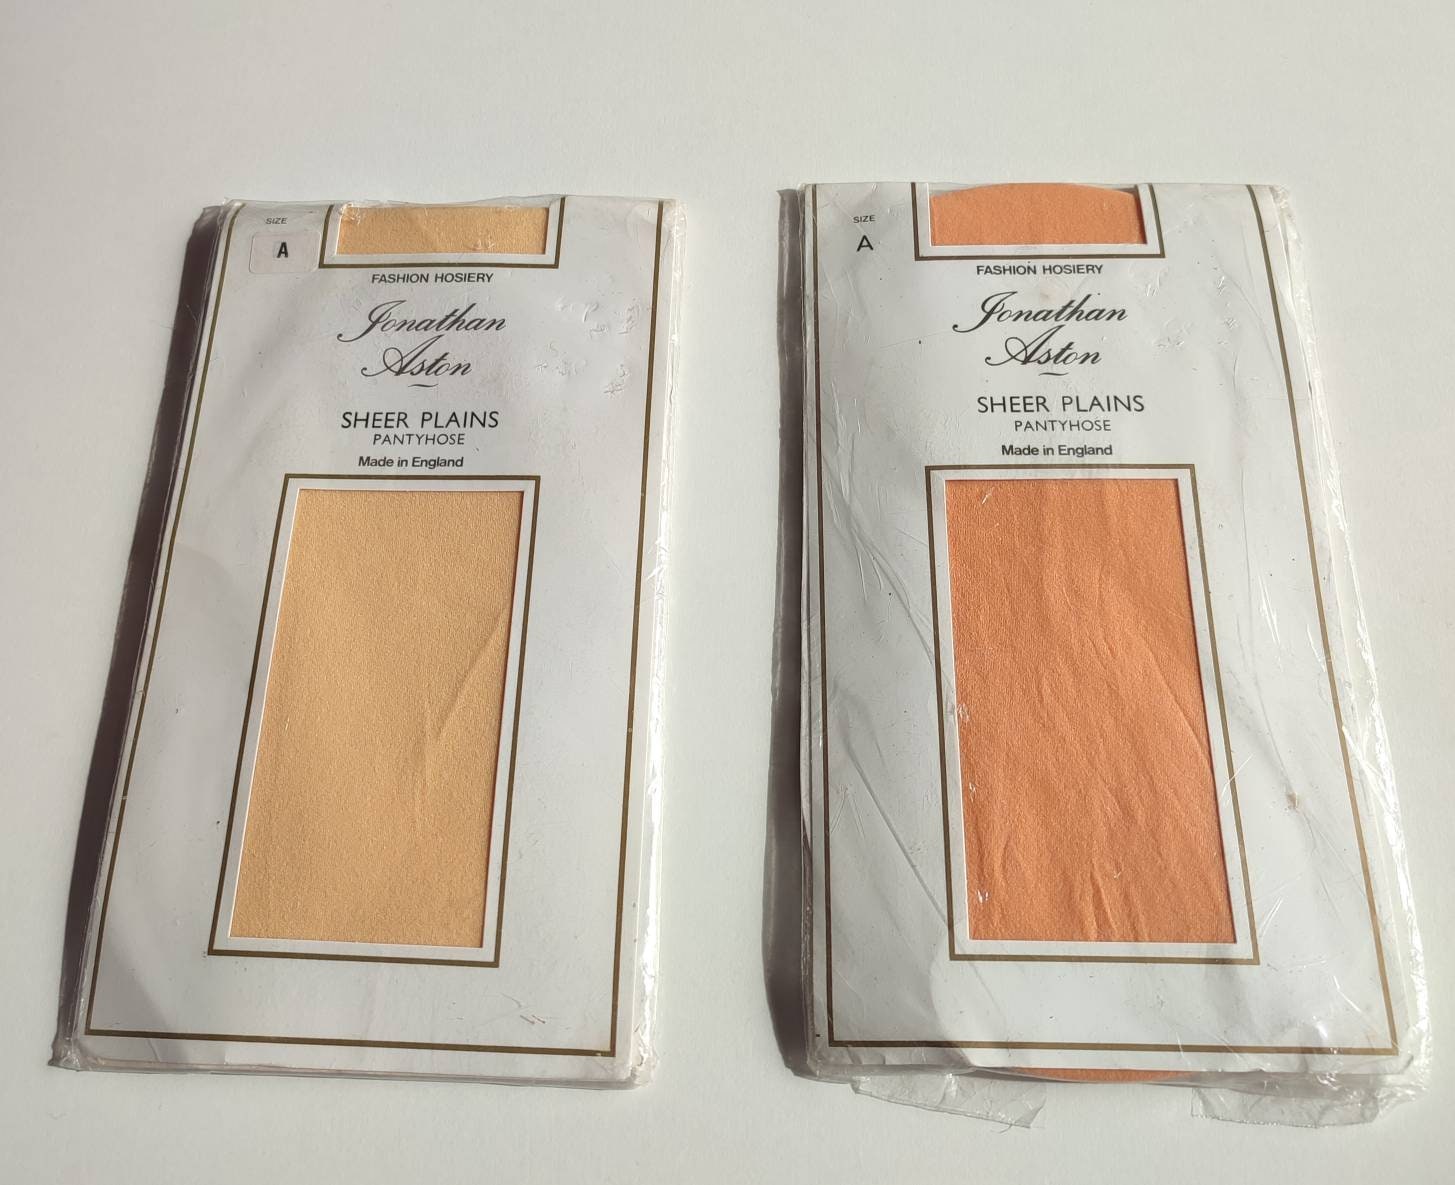 SIZE
A
FASHION HOSIERY
Jonathan
Aston
SHEER PLAINS
PANTYHOSE
Made in England
SIZE
A
FASHION HOSIERY
Jonathan
Aston
SHEER PLAINS
PANTYHOSE
Made in England